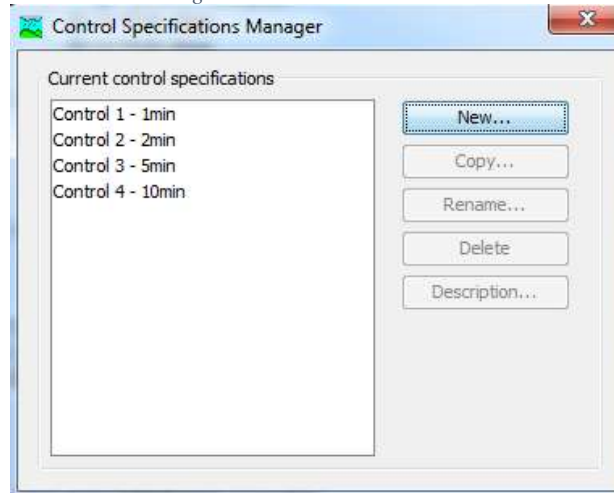 Control Specifications Manager
Current control specifications
Control 1 - 1min
Control 2 - 2min
Control 3 - 5min
Control 4 - 10min
New...
Copy...
Rename...
Delete
Description...